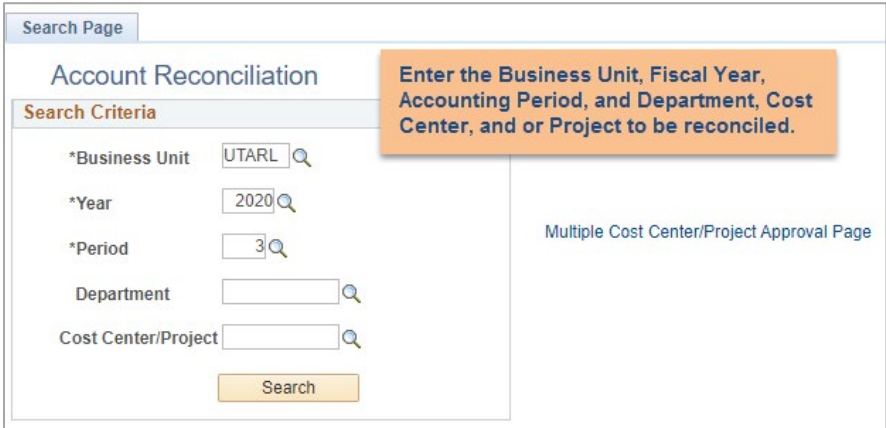 Search Page
Account Reconciliation
Enter the Business Unit, Fiscal Year,
Accounting Period, and Department, Cost
Center, and or Project to be reconciled.
Search Criteria
*Business Unit UTARL
*Year 2020
*Period 3
Multiple Cost Center/Project Approval Page
Department
Cost Center/Project
Search